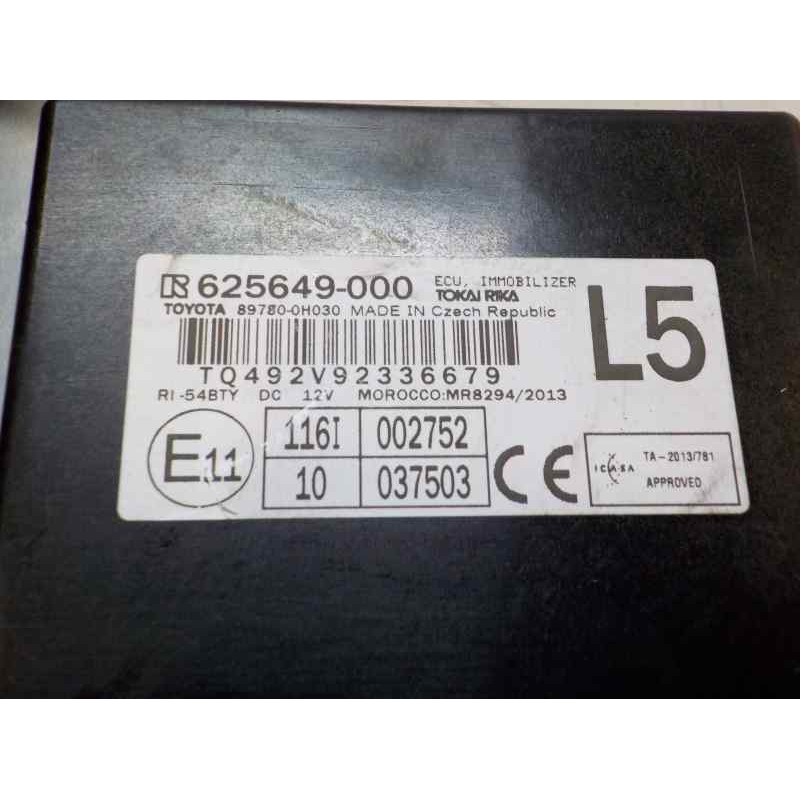 R 625649-000 ECU, IMMOBILIZER
TOKAI RIKA
TOYOTA 89780-0H030 MADE IN Czech Republic
L5
TQ492V92336679
RI-54BTY DC 12V MOROCCO:MR8294/2013
E11
116I 002752
10 037503
CE
ICASA
TA-2013/781
APPROVED